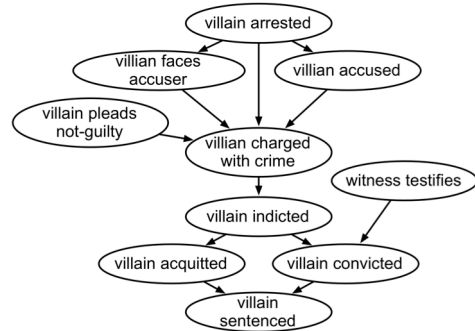 villain arrested
villian faces
accuser
villian accused
villain pleads
not-guilty
villian charged
with crime
witness testifies
villain indicted
villain acquitted
villain convicted
villain
sentenced